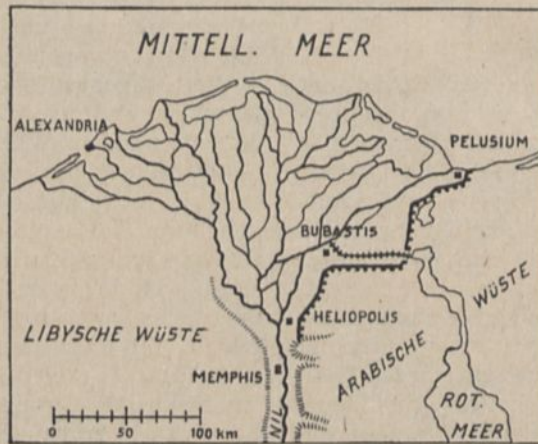 MITTELL. MEER
ALEXANDRIA
PELUSIUM
BUBASTIS
WÜSTE
HELIOPOLIS
LIBYSCHE WÜSTE
ARABISCHE
MEMPHIS
ROT.
MEER
NIL
0 50 100 km